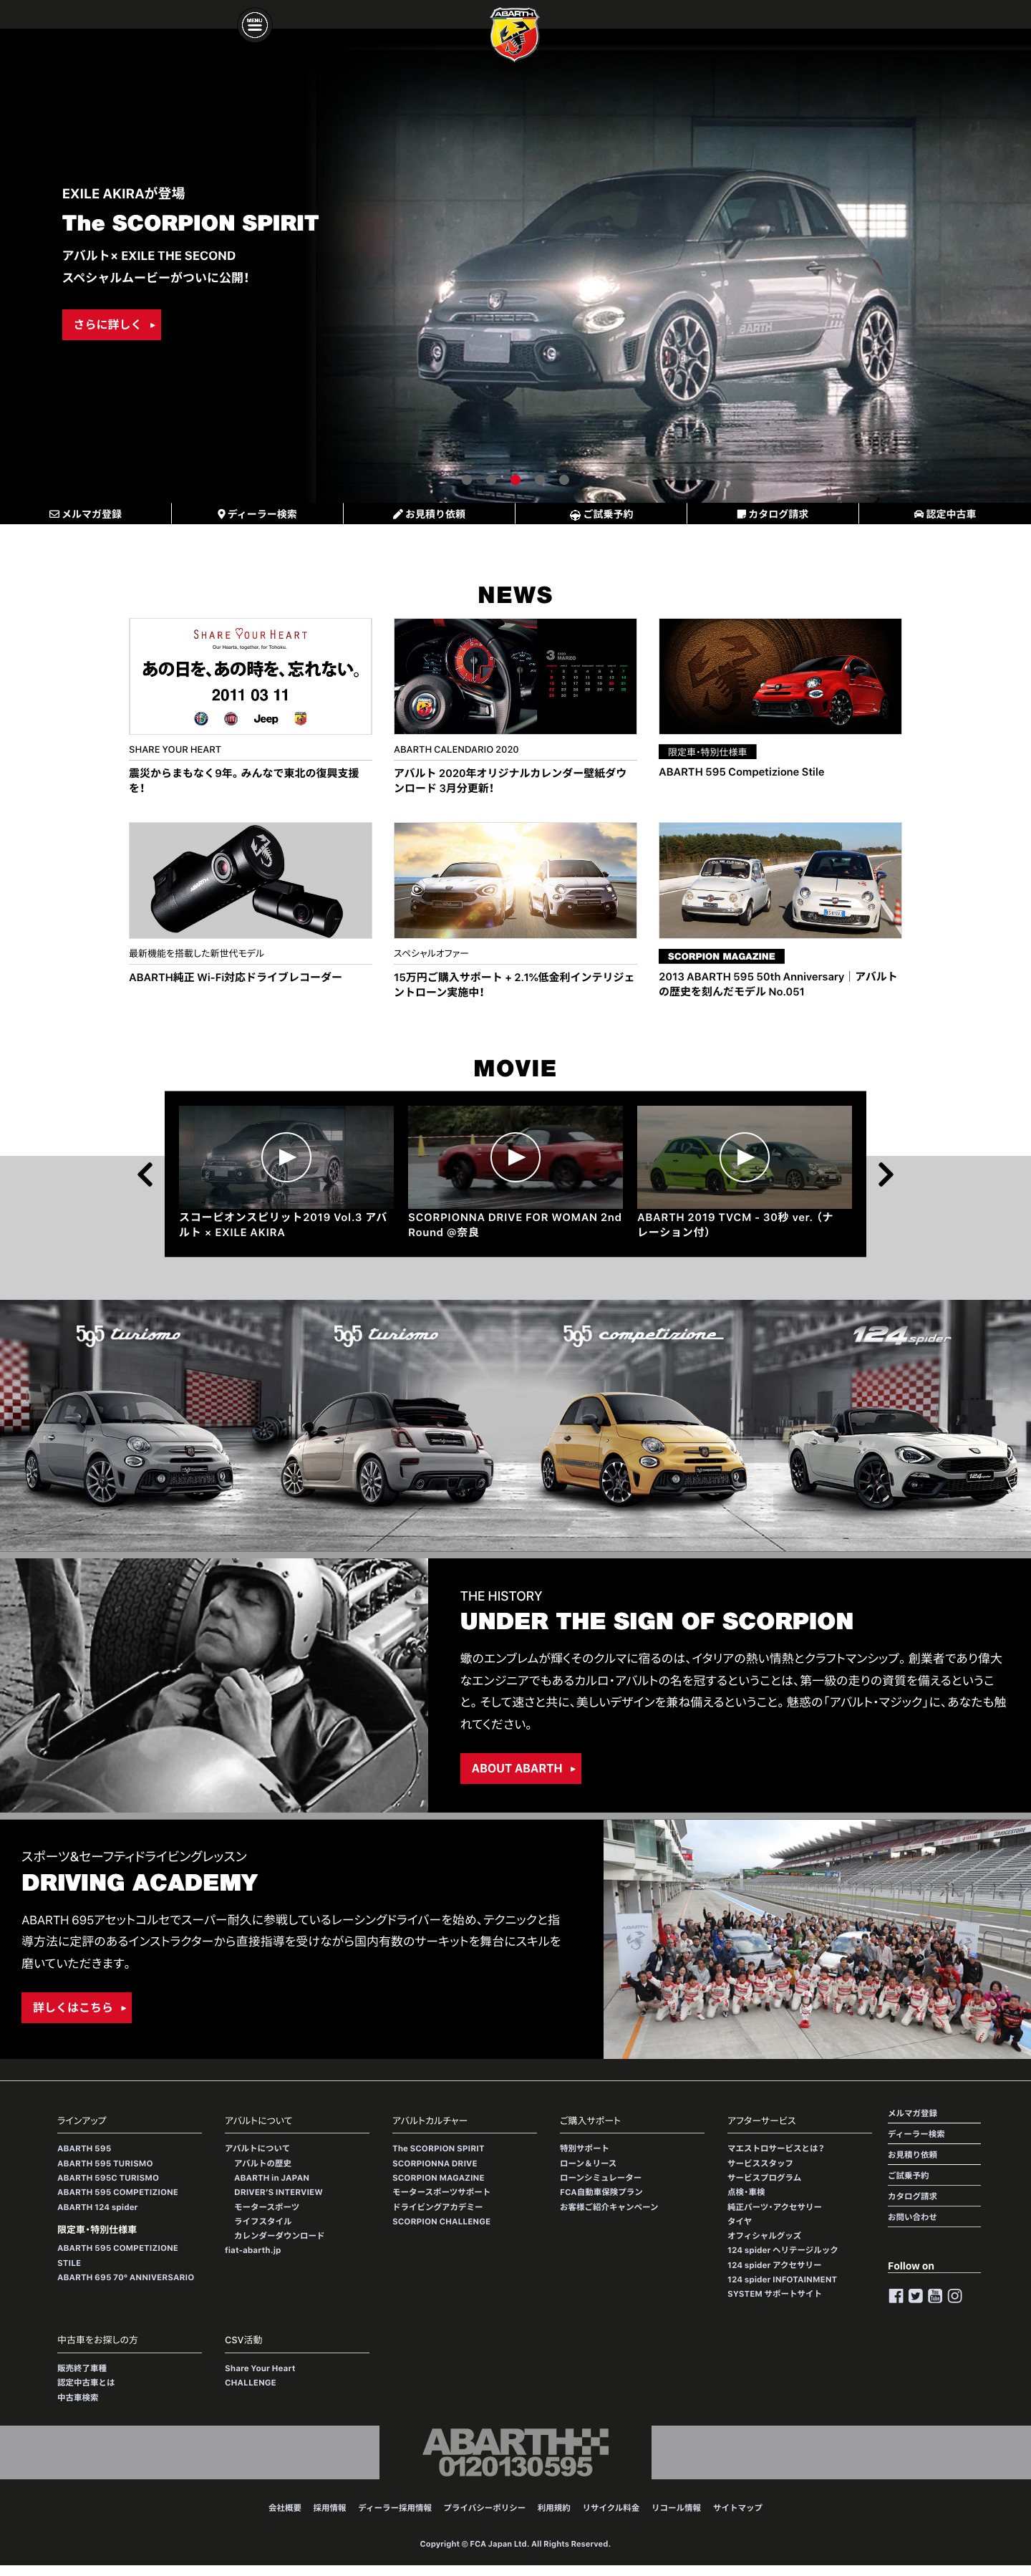 MENU
ABARTH
EXILE AKIRAが登場
The SCORPION SPIRIT
アバルト× EXILE THE SECOND
スペシャルムービーがついに公開！
さらに詳しく
メルマガ登録
ディーラー検索
お見積り依頼
ご試乗予約
カタログ請求
認定中古車
NEWS
SHARE YOUR HEART
Our Hearts, together, for Tohoku.
あの日を、あの時を、忘れない。
2011 03 11
Jeep
3 MARZO
SHARE YOUR HEART
震災からまもなく9年。みんなで東北の復興支援
を！
ABARTH CALENDARIO 2020
アバルト 2020年オリジナルカレンダー壁紙ダウ
ンロード 3月分更新！
限定車・特別仕様車
ABARTH 595 Competizione Stile
ABARTH
最新機能を搭載した新世代モデル
ABARTH純正 Wi-Fi対応ドライブレコーダー
スペシャルオファー
15万円ご購入サポート + 2.1%低金利インテリジェ
ントローン実施中！
SCORPION MAGAZINE
2013 ABARTH 595 50th Anniversary｜アバルト
の歴史を刻んだモデル No.051
MOVIE
スコーピオンスピリット2019 Vol.3 アバ
ルト × EXILE AKIRA
SCORPIONNA DRIVE FOR WOMAN 2nd
Round @奈良
ABARTH 2019 TVCM - 30秒 ver.（ナ
レーション付）
595 turismo
595 turismo
595 competizione
124 spider
THE HISTORY
UNDER THE SIGN OF SCORPION
蠍のエンブレムが輝くそのクルマに宿るのは、イタリアの熱い情熱とクラフトマンシップ。創業者であり偉大
なエンジニアでもあるカルロ・アバルトの名を冠するということは、第一級の走りの資質を備えるというこ
と。そして速さと共に、美しいデザインを兼ね備えるということ。魅惑の「アバルト・マジック」に、あなたも触
れてください。
ABOUT ABARTH
スポーツ＆セーフティドライビングレッスン
DRIVING ACADEMY
ABARTH 695アセットコルセでスーパー耐久に参戦しているレーシングドライバーを始め、テクニックと指
導方法に定評のあるインストラクターから直接指導を受けながら国内有数のサーキットを舞台にスキルを
磨いていただきます。
詳しくはこちら
ラインアップ
ABARTH 595
ABARTH 595 TURISMO
ABARTH 595C TURISMO
ABARTH 595 COMPETIZIONE
ABARTH 124 spider
限定車・特別仕様車
ABARTH 595 COMPETIZIONE
STILE
ABARTH 695 70° ANNIVERSARIO
アバルトについて
アバルトについて
アバルトの歴史
ABARTH in JAPAN
DRIVER'S INTERVIEW
モータースポーツ
ライフスタイル
カレンダーダウンロード
fiat-abarth.jp
アバルトカルチャー
The SCORPION SPIRIT
SCORPIONNA DRIVE
SCORPION MAGAZINE
モータースポーツサポート
ドライビングアカデミー
SCORPION CHALLENGE
ご購入サポート
特別サポート
ローン＆リース
ローンシミュレーター
FCA自動車保険プラン
お客様ご紹介キャンペーン
アフターサービス
マエストロサービスとは？
サービススタッフ
サービスプログラム
点検・車検
純正パーツ・アクセサリー
タイヤ
オフィシャルグッズ
124 spider ヘリテージルック
124 spider アクセサリー
124 spider INFOTAINMENT
SYSTEM サポートサイト
メルマガ登録
ディーラー検索
お見積り依頼
ご試乗予約
カタログ請求
お問い合わせ
Follow on
中古車をお探しの方
販売終了車種
認定中古車とは
中古車検索
CSV活動
Share Your Heart
CHALLENGE
ABARTH
0120130595
会社概要
採用情報
ディーラー採用情報
プライバシーポリシー
利用規約
リサイクル料金
リコール情報
サイトマップ
Copyright © FCA Japan Ltd. All Rights Reserved.